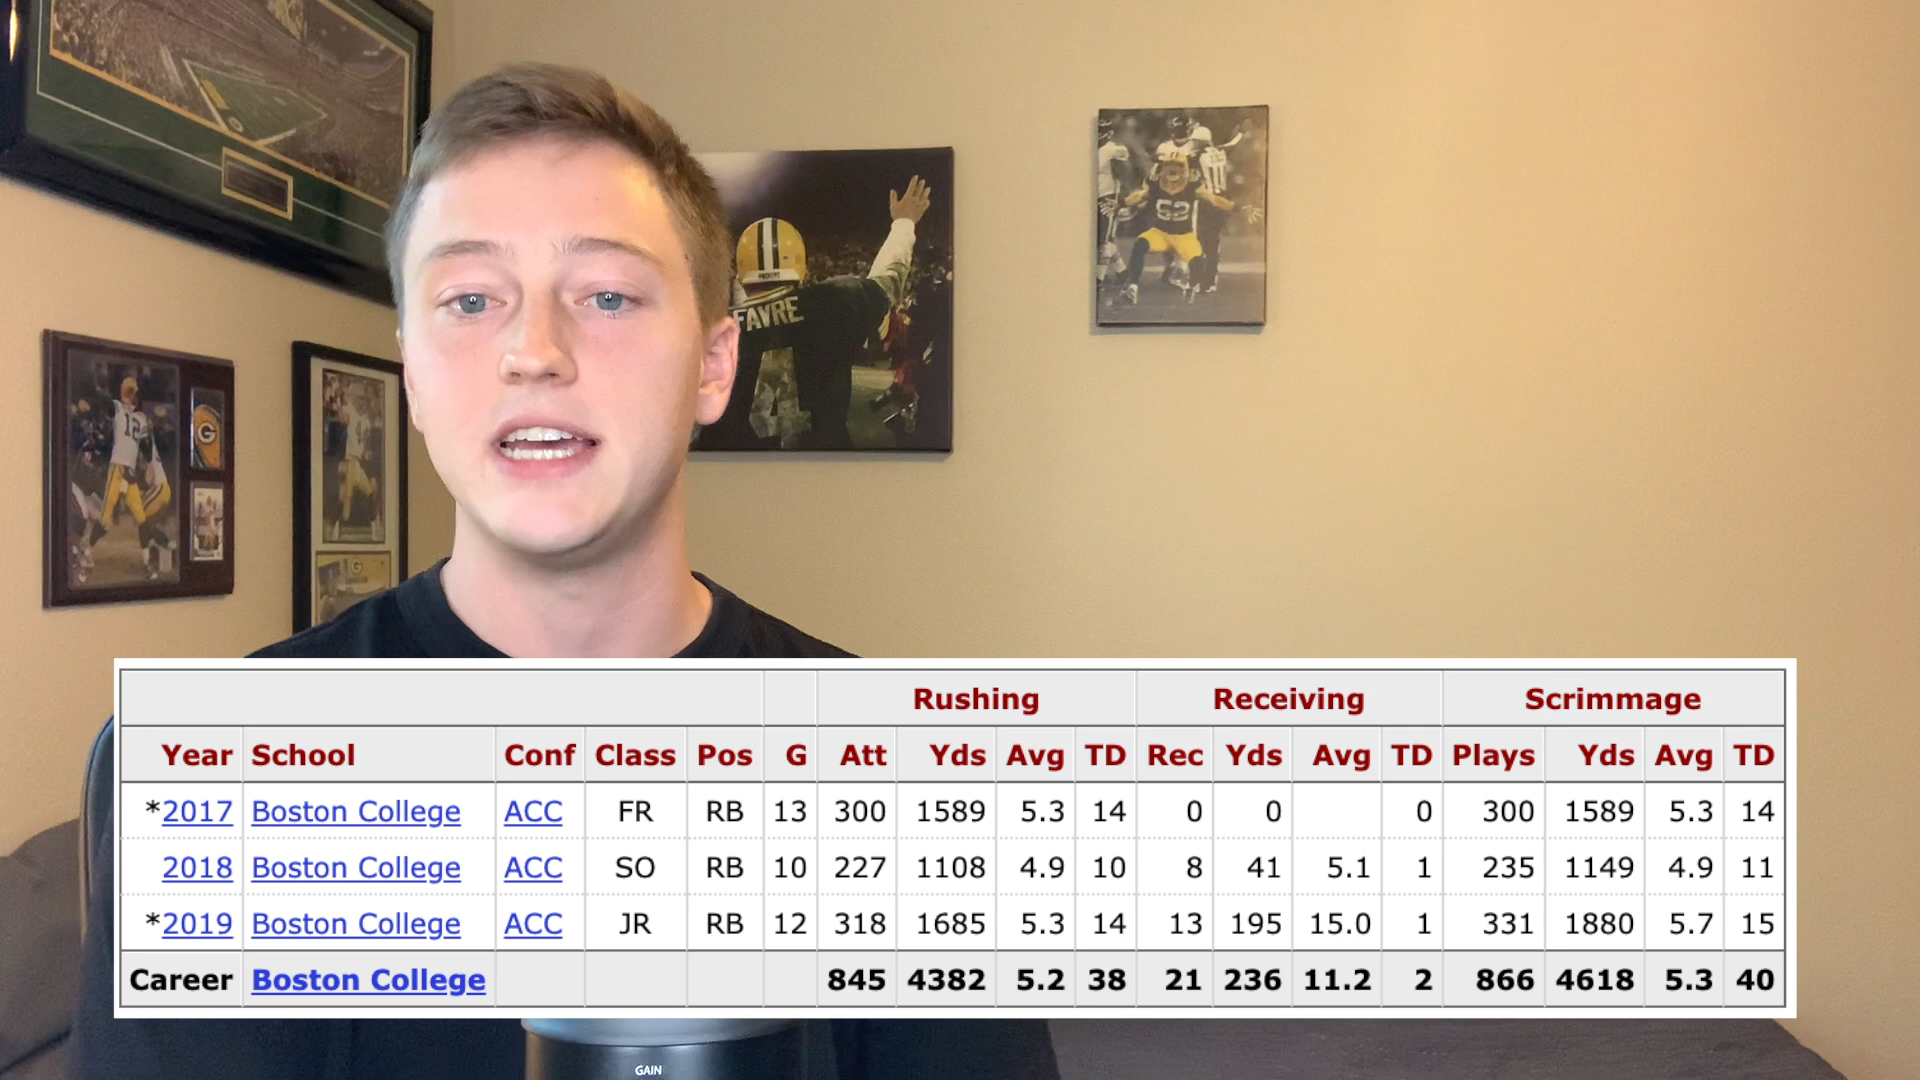 12
G
G
PACKERS
FAVRE
52
Rushing Receiving Scrimmage
Year School Conf Class Pos G Att Yds Avg TD Rec Yds Avg TD Plays Yds Avg TD
*2017 Boston College ACC FR RB 13 300 1589 5.3 14 0 0 0 300 1589 5.3 14
2018 Boston College ACC SO RB 10 227 1108 4.9 10 8 41 5.1 1 235 1149 4.9 11
*2019 Boston College ACC JR RB 12 318 1685 5.3 14 13 195 15.0 1 331 1880 5.7 15
Career Boston College 845 4382 5.2 38 21 236 11.2 2 866 4618 5.3 40
GAIN